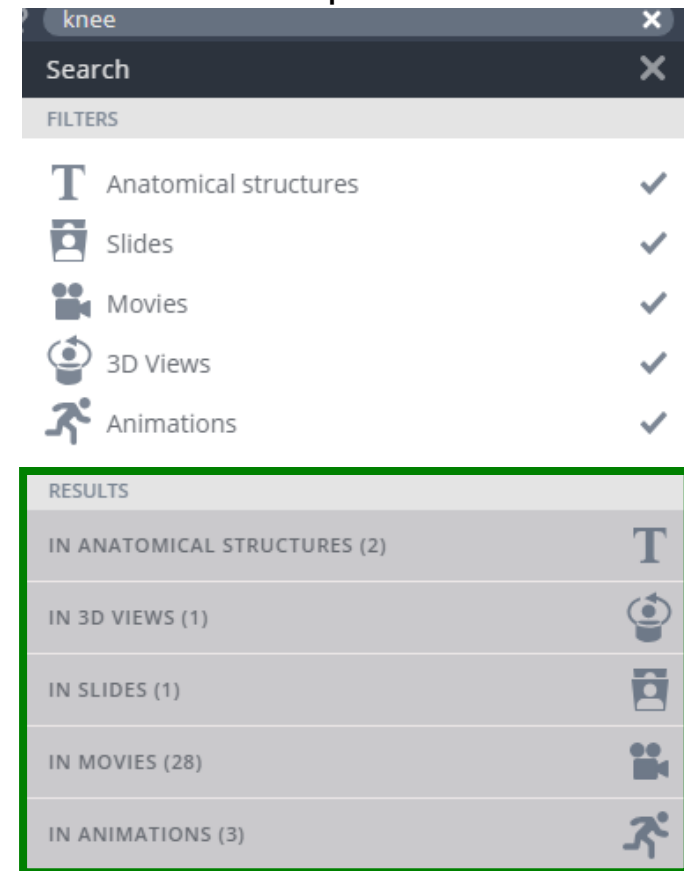 knee
Search
FILTERS
Anatomical structures
Slides
Movies
3D Views
Animations
RESULTS
IN ANATOMICAL STRUCTURES (2)
IN 3D VIEWS (1)
IN SLIDES (1)
IN MOVIES (28)
IN ANIMATIONS (3)